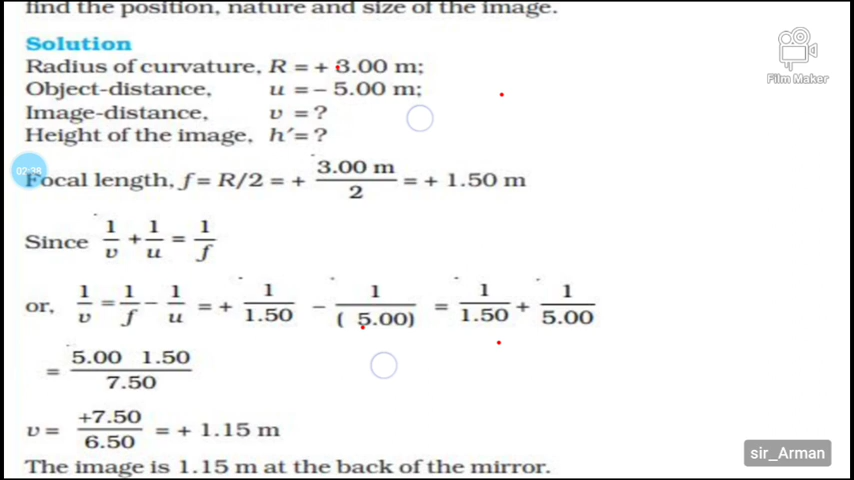 find the position, nature and size of the image.
Solution
Radius of curvature, R = + 3.00 m;
Object-distance, u = – 5.00 m;
Image-distance, v = ?
Height of the image, h′= ?
Focal length, f = R/2 = + 3.00 m / 2 = + 1.50 m
Since 1/v + 1/u = 1/f
or, 1/v = 1/f – 1/u = + 1/1.50 – 1/( 5.00) = 1/1.50 + 1/5.00
= 5.00 1.50 / 7.50
v = +7.50 / 6.50 = + 1.15 m
The image is 1.15 m at the back of the mirror.
Film Maker
02:38
sir_Arman